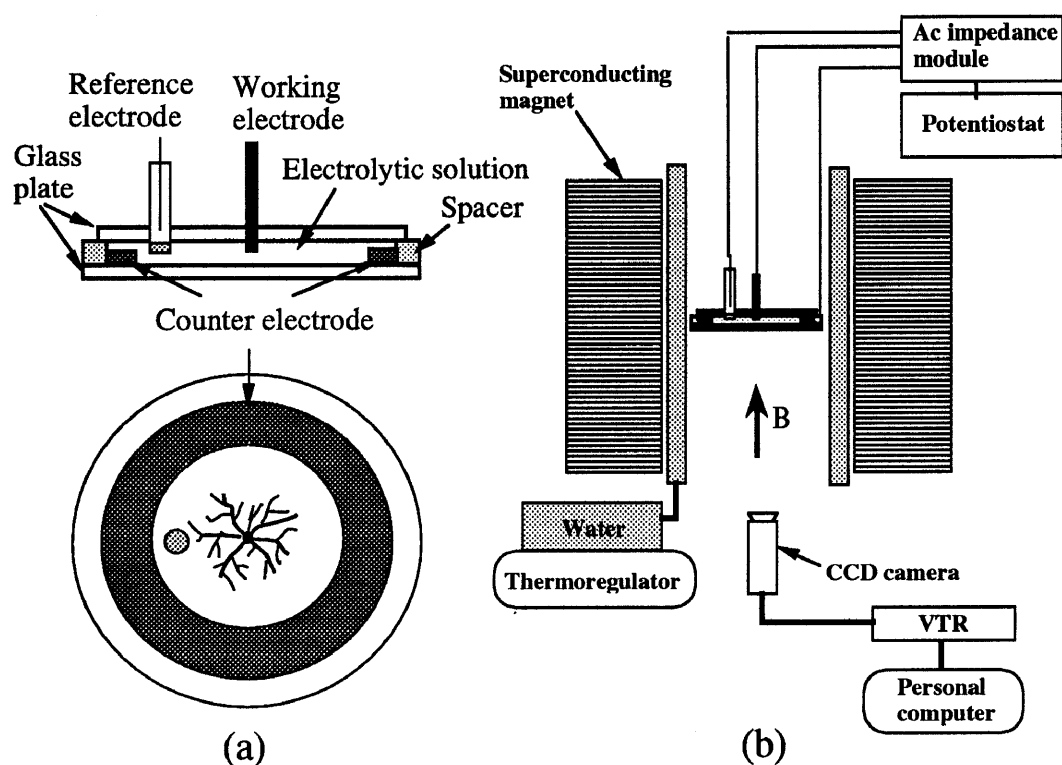 Reference
electrode
Working
electrode
Glass
plate
Electrolytic solution
Spacer
Counter electrode
(a)
Superconducting
magnet
Ac impedance
module
Potentiostat
B
Water
Thermoregulator
CCD camera
VTR
Personal
computer
(b)